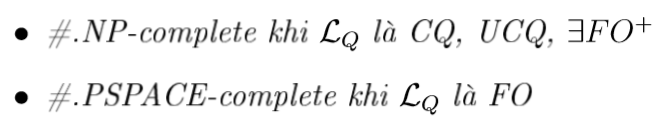 • #.NP-complete khi ℒ_Q là CQ, UCQ, ∃FO⁺
• #.PSPACE-complete khi ℒ_Q là FO